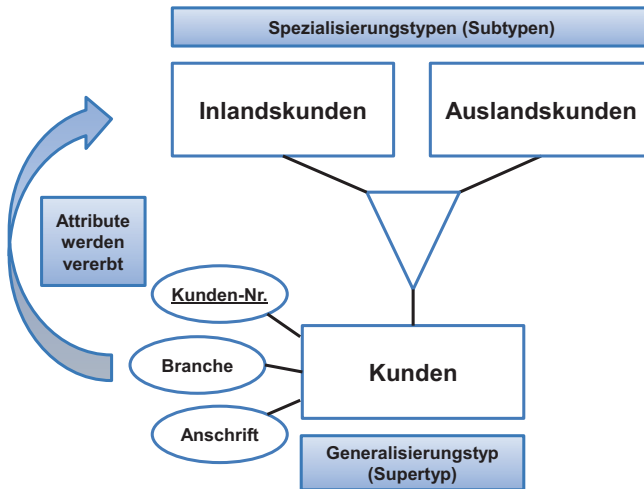 Spezialisierungstypen (Subtypen)
Inlandskunden
Auslandskunden
Attribute
werden
vererbt
Kunden-Nr.
Branche
Kunden
Anschrift
Generalisierungstyp
(Supertyp)